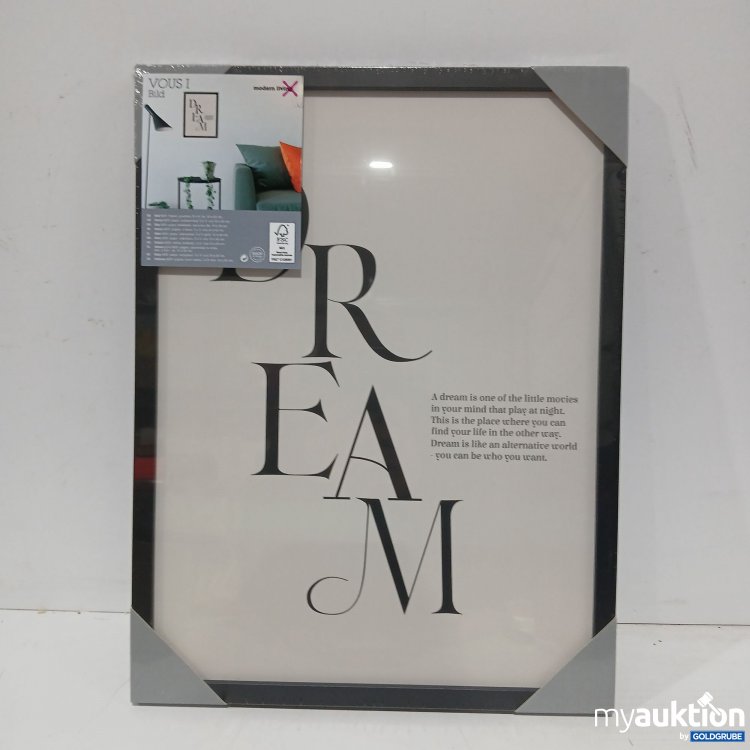 VOUS I
Bild
modern living
D
R
E
A
M
FSC
D
R
E
A
M
A dream is one of the little movies
in your mind that play at night.
This is the place where you can
find your life in the other way.
Dream is like an alternative world
- you can be who you want.
myauktion
by GOLDGRUBE